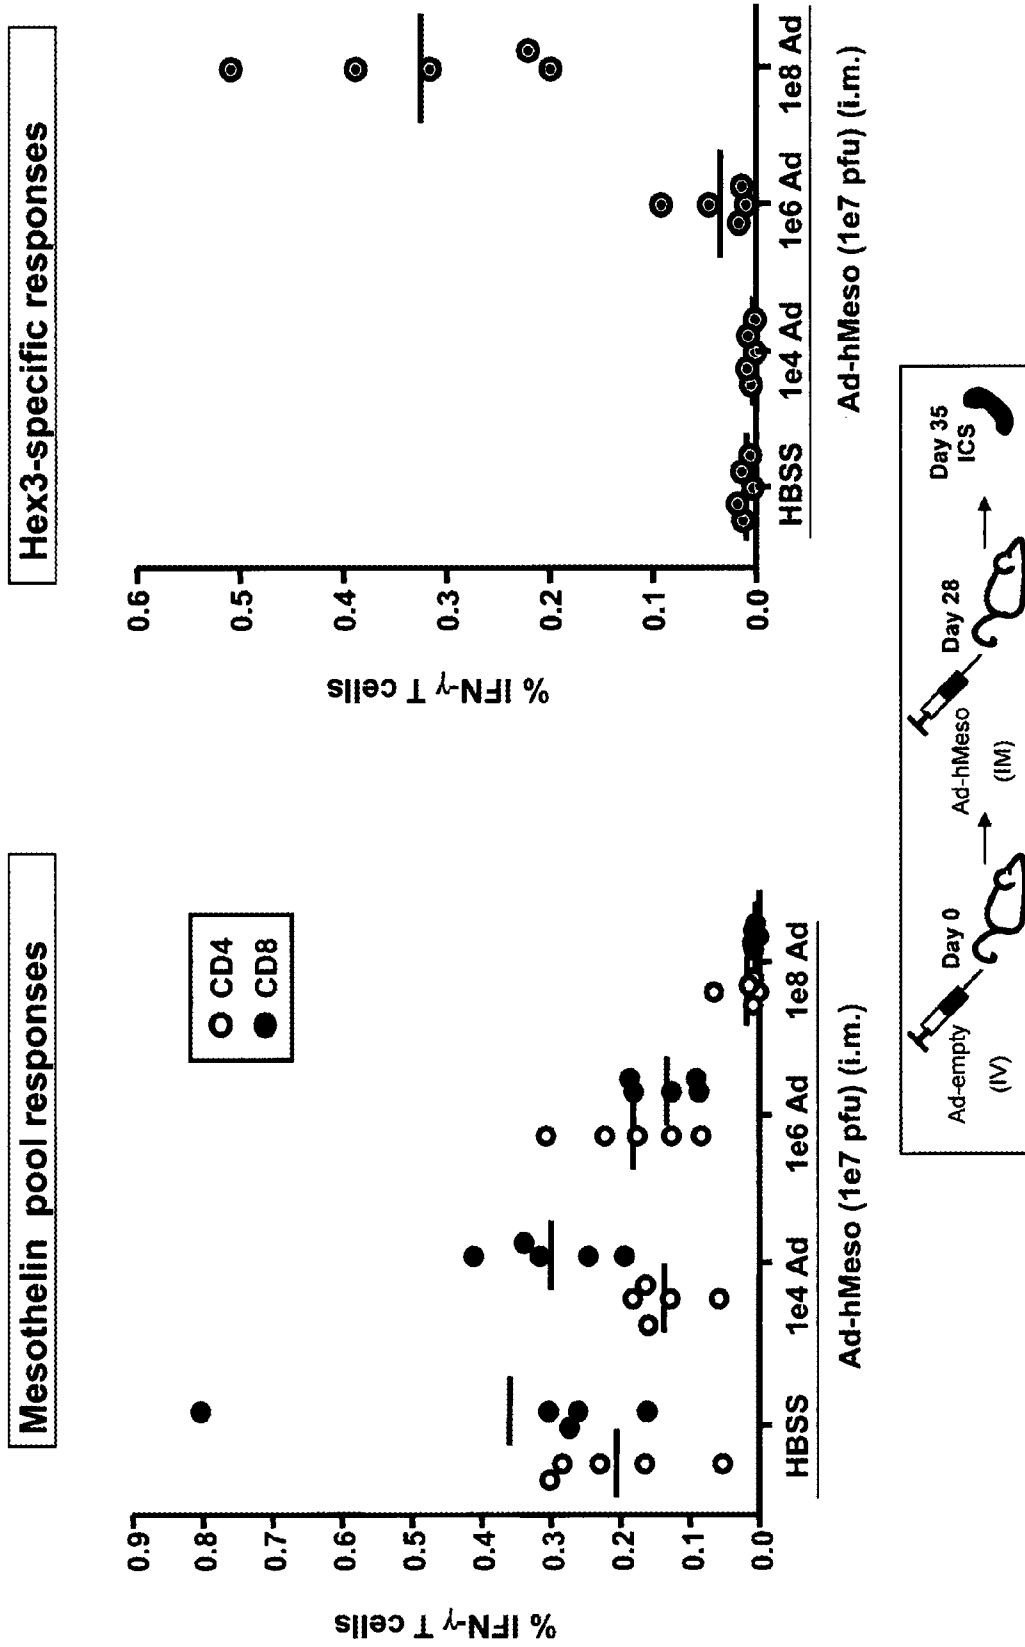 Mesothelin pool responses
% IFN-γ T cells
0.9
0.8
0.7
0.6
0.5
0.4
0.3
0.2
0.1
0.0
CD4
CD8
HBSS 1e4 Ad 1e6 Ad 1e8 Ad
Ad-hMeso (1e7 pfu) (i.m.)
Hex3-specific responses
% IFN-γ T cells
0.6
0.5
0.4
0.3
0.2
0.1
0.0
HBSS 1e4 Ad 1e6 Ad 1e8 Ad
Ad-hMeso (1e7 pfu) (i.m.)
Ad-empty
(IV)
Day 0
Ad-hMeso
(IM)
Day 28
Day 35
ICS